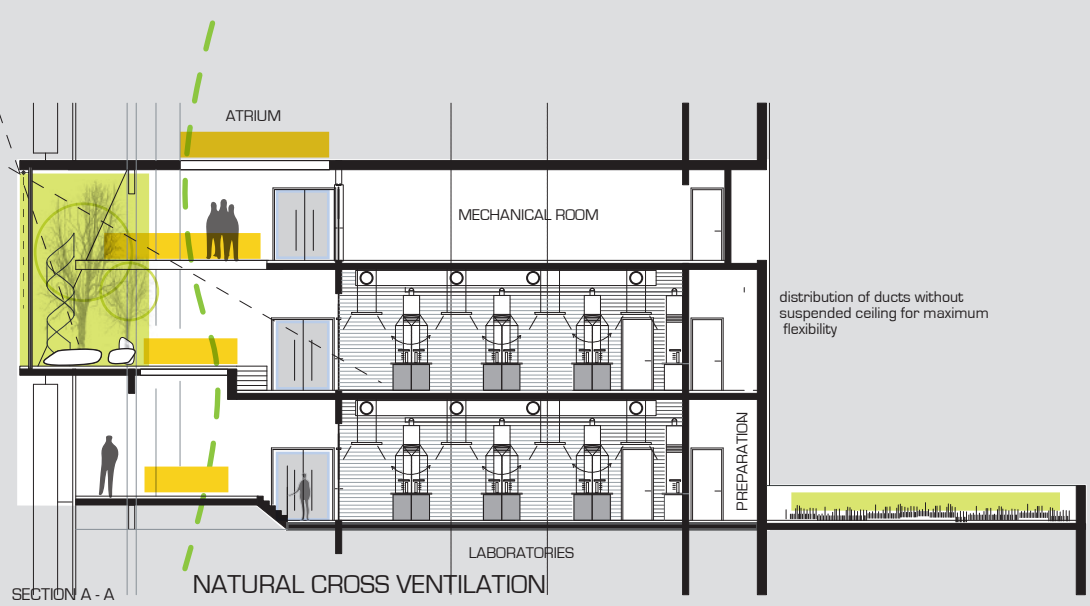 ATRIUM
MECHANICAL ROOM
distribution of ducts without
suspended ceiling for maximum
flexibility
PREPARATION
LABORATORIES
NATURAL CROSS VENTILATION
SECTION A - A